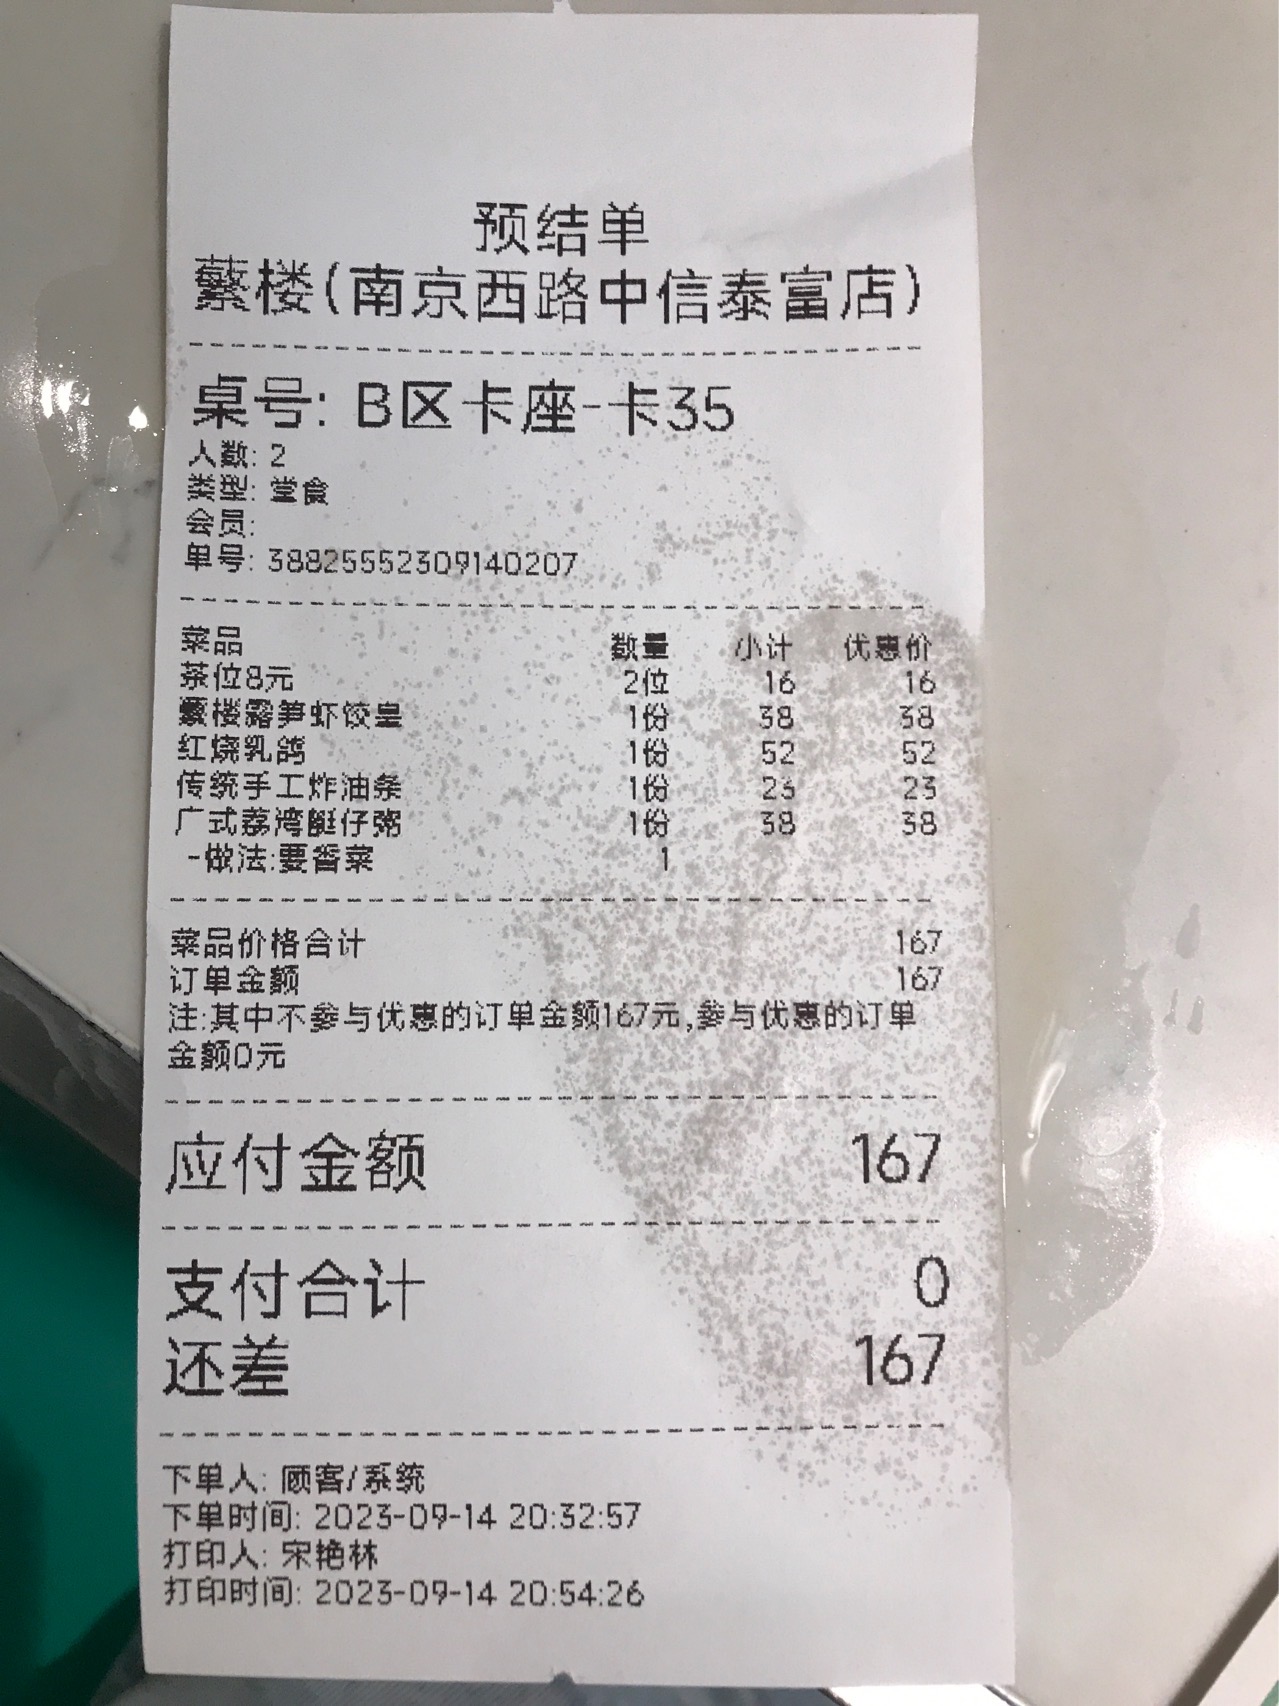 预结单
蘩楼(南京西路中信泰富店)
桌号: B区卡座-卡35
人数: 2
类型: 堂食
会员:
单号: 38825552309140207
菜品 数量 小计 优惠价
茶位8元 2位 16 16
蘩楼露笋虾饺皇 1份 38 38
红烧乳鸽 1份 52 52
传统手工炸油条 1份 23 23
广式荔湾艇仔粥 1份 38 38
-做法:要香菜 1
菜品价格合计 167
订单金额 167
注:其中不参与优惠的订单金额167元,参与优惠的订单
金额0元
应付金额 167
支付合计 0
还差 167
下单人: 顾客/系统
下单时间: 2023-09-14 20:32:57
打印人: 宋艳林
打印时间: 2023-09-14 20:54:26